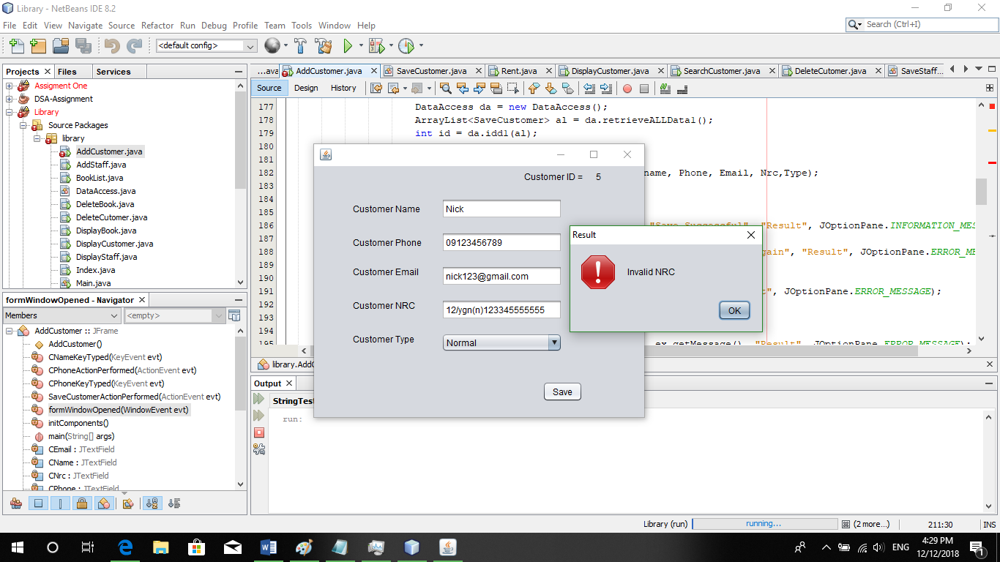 Library - NetBeans IDE 8.2
File Edit View Navigate Source Refactor Run Debug Profile Team Tools Window Help
Search (Ctrl+I)
<default config>
Projects Files Services
...ava AddCustomer.java SaveCustomer.java Rent.java DisplayCustomer.java SearchCustomer.java DeleteCutomer.java SaveStaff...
Source Design History
Assigment One
DSA-Assignment
Library
Source Packages
library
AddCustomer.java
AddStaff.java
BookList.java
DataAccess.java
DeleteBook.java
DeleteCutomer.java
DisplayBook.java
DisplayCustomer.java
DisplayStaff.java
Index.java
Main.java
177 DataAccess da = new DataAccess();
178 ArrayList<SaveCustomer> al = da.retrieveALLData1();
179 int id = da.idd1(al);
180
181
182 name, Phone, Email, Nrc,Type);
183
184
185
186 "Save Successful", "Result", JOptionPane.INFORMATION_MES
187
188 gain", "Result", JOptionPane.ERROR_ME
189
190
191 t", JOptionPane.ERROR_MESSAGE);
192
193
194
195 ex.getMessage(), "Result", JOptionPane.ERROR_MESSAGE);
library.AddC
Customer ID = 5
Customer Name Nick
Customer Phone 09123456789
Customer Email nick123@gmail.com
Customer NRC 12/ygn(n)123345555555
Customer Type Normal
Save
Result
Invalid NRC
OK
formWindowOpened - Navigator
Members <empty>
AddCustomer :: JFrame
AddCustomer()
CNameKeyTyped(KeyEvent evt)
CPhoneActionPerformed(ActionEvent evt)
CPhoneKeyTyped(KeyEvent evt)
SaveCustomerActionPerformed(ActionEvent evt)
formWindowOpened(WindowEvent evt)
initComponents()
main(String[] args)
CEmail : JTextField
CName : JTextField
CNrc : JTextField
CPhone : JTextField
Output
StringTest
run:
Library (run) running... (2 more...) 211:30 INS
ENG
4:29 PM
12/12/2018
1